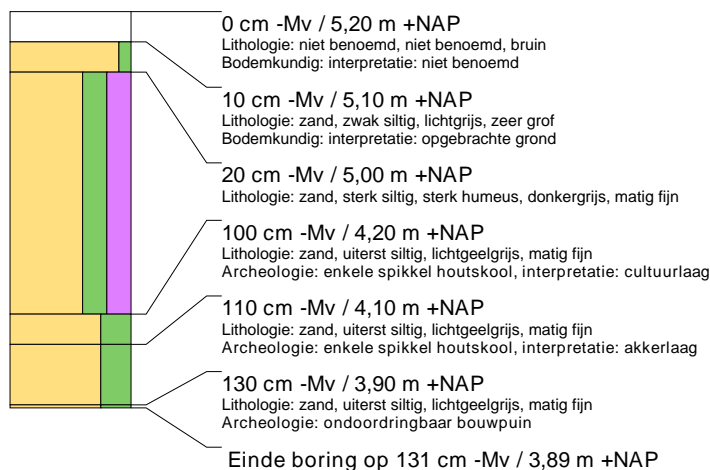 0 cm -Mv / 5,20 m +NAP
Lithologie: niet benoemd, niet benoemd, bruin
Bodemkundig: interpretatie: niet benoemd
10 cm -Mv / 5,10 m +NAP
Lithologie: zand, zwak siltig, lichtgrijs, zeer grof
Bodemkundig: interpretatie: opgebrachte grond
20 cm -Mv / 5,00 m +NAP
Lithologie: zand, sterk siltig, sterk humeus, donkergrijs, matig fijn
100 cm -Mv / 4,20 m +NAP
Lithologie: zand, uiterst siltig, lichtgeelgrijs, matig fijn
Archeologie: enkele spikkel houtskool, interpretatie: cultuurlaag
110 cm -Mv / 4,10 m +NAP
Lithologie: zand, uiterst siltig, lichtgeelgrijs, matig fijn
Archeologie: enkele spikkel houtskool, interpretatie: akkerlaag
130 cm -Mv / 3,90 m +NAP
Lithologie: zand, uiterst siltig, lichtgeelgrijs, matig fijn
Archeologie: ondoordringbaar bouwpuin
Einde boring op 131 cm -Mv / 3,89 m +NAP